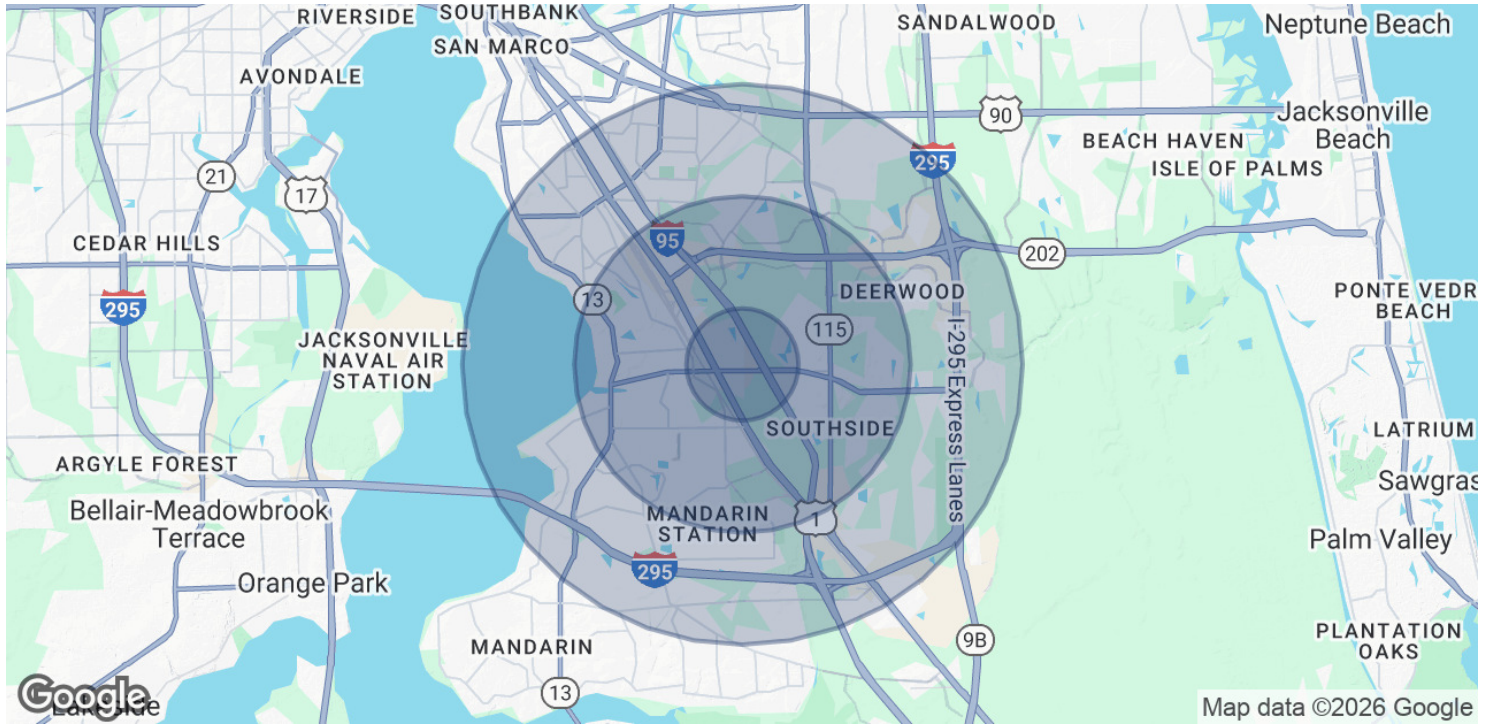 RIVERSIDE
SOUTHBANK
SANDALWOOD
Neptune Beach
SAN MARCO
AVONDALE
90
Jacksonville
Beach
BEACH HAVEN
295
ISLE OF PALMS
21
17
CEDAR HILLS
95
202
13
DEERWOOD
PONTE VEDR
BEACH
295
115
JACKSONVILLE
NAVAL AIR
STATION
I-295 Express Lanes
SOUTHSIDE
LATRIUM
ARGYLE FOREST
Sawgras
Bellair-Meadowbrook
Terrace
MANDARIN
STATION
1
Palm Valley
295
Orange Park
9B
PLANTATION
OAKS
MANDARIN
13
Google
Lakeside
Map data ©2026 Google